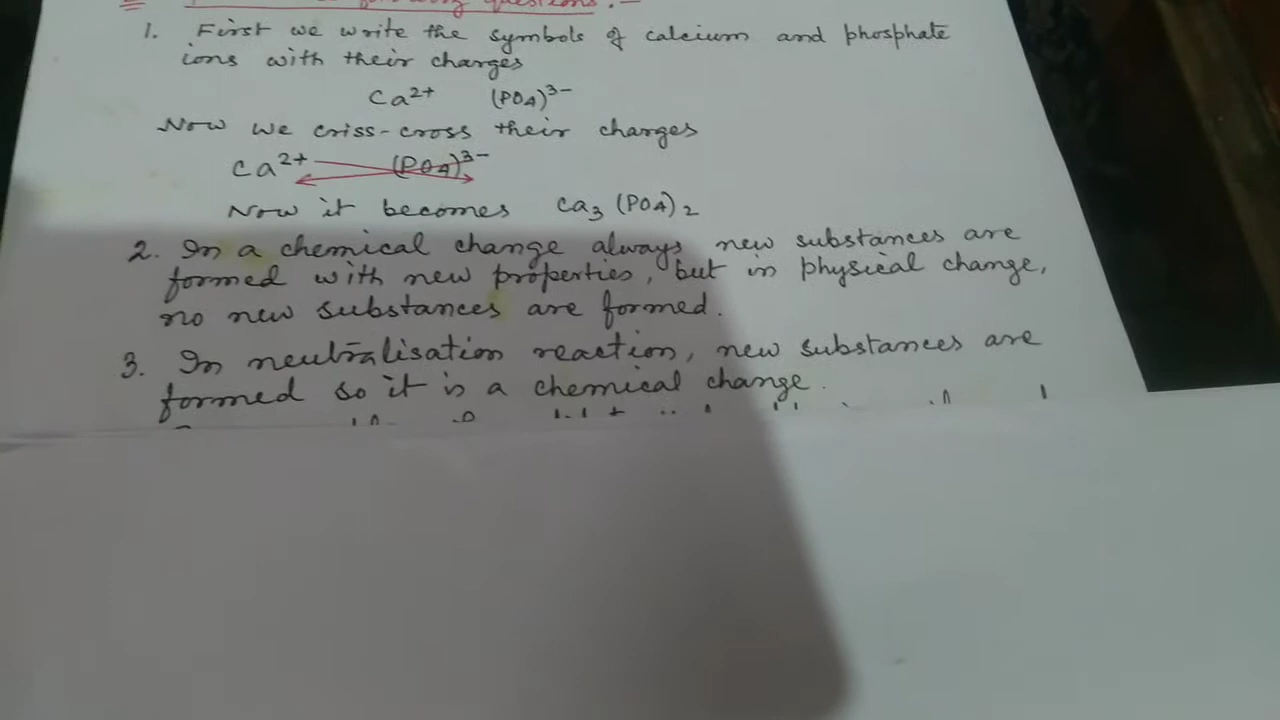 following questions :-
1. First we write the symbols of calcium and phosphate
ions with their charges
Ca²⁺ (PO₄)³⁻
Now we criss-cross their charges
Ca²⁺ (PO₄)³⁻
Now it becomes Ca₃(PO₄)₂
2. In a chemical change always new substances are
formed with new properties, but in physical change,
no new substances are formed.
3. In neutralisation reaction, new substances are
formed so it is a chemical change.